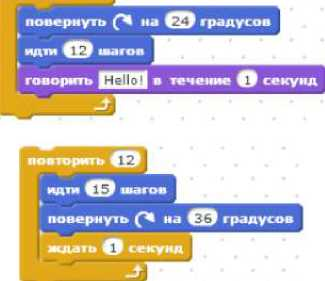 повернуть на 24 градусов
идти 12 шагов
говорить Hello! в течение 1 секунд
повторить 12
идти 15 шагов
повернуть на 36 градусов
ждать 1 секунд